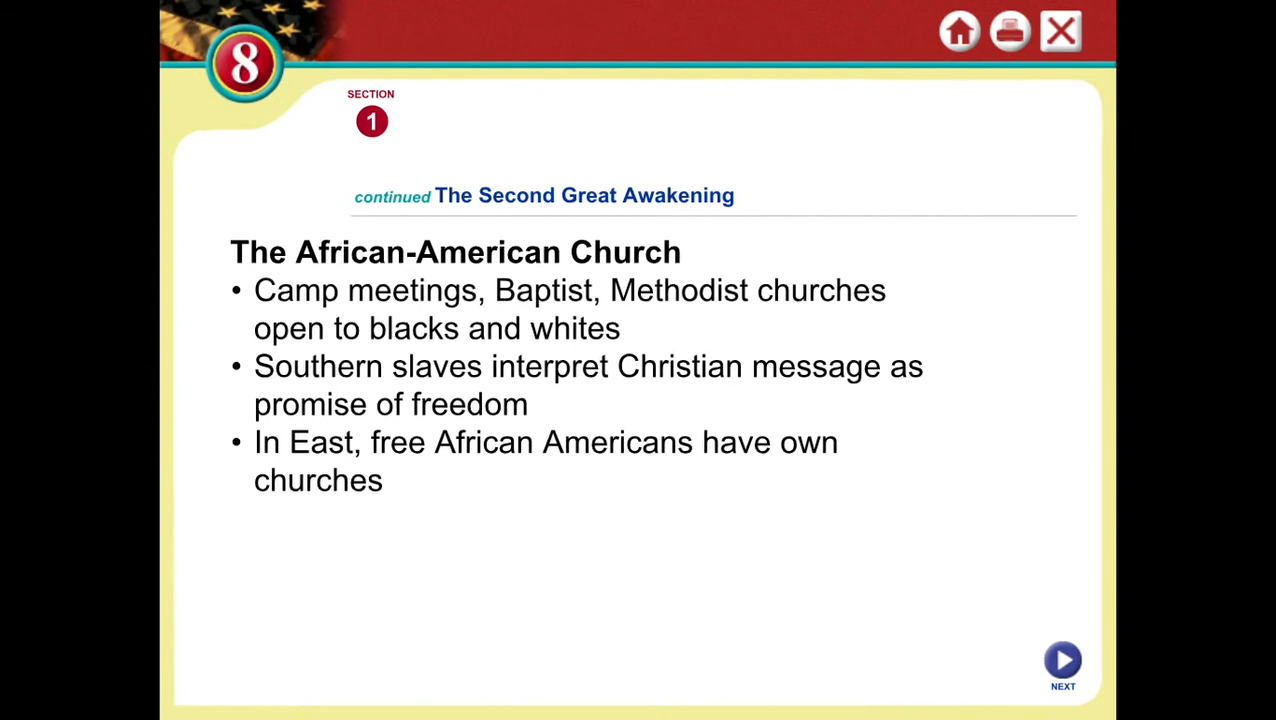 8
SECTION
1
continued The Second Great Awakening
The African-American Church
• Camp meetings, Baptist, Methodist churches
open to blacks and whites
• Southern slaves interpret Christian message as
promise of freedom
• In East, free African Americans have own
churches
NEXT